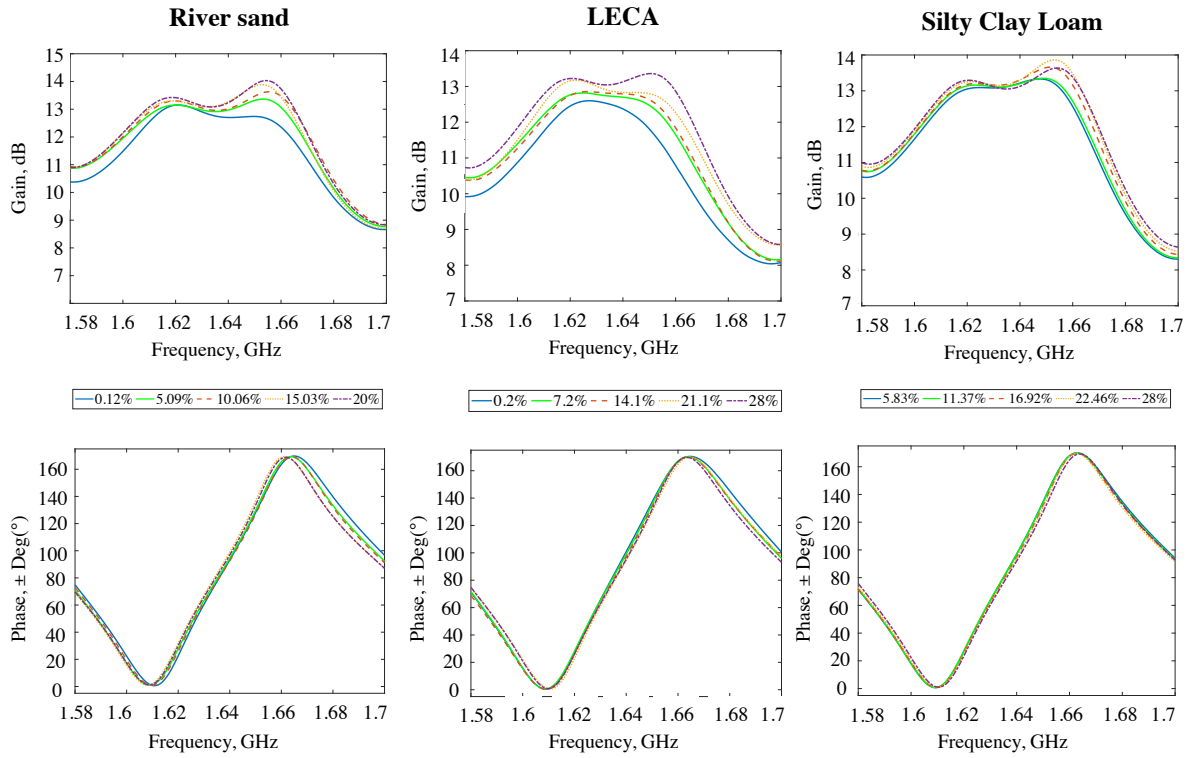 River sand
LECA
Silty Clay Loam
15
14
13
12
11
10
9
8
7
Gain, dB
1.58 1.6 1.62 1.64 1.66 1.68 1.7
Frequency, GHz
14
13
12
11
10
9
8
7
Gain, dB
1.58 1.6 1.62 1.64 1.66 1.68 1.7
Frequency, GHz
14
13
12
11
10
9
8
7
Gain, dB
1.58 1.6 1.62 1.64 1.66 1.68 1.7
Frequency, GHz
0.12% 5.09% 10.06% 15.03% 20%
0.2% 7.2% 14.1% 21.1% 28%
5.83% 11.37% 16.92% 22.46% 28%
160
140
120
100
80
60
40
20
0
Phase, ± Deg(°)
1.58 1.6 1.62 1.64 1.66 1.68 1.7
Frequency, GHz
160
140
120
100
80
60
40
20
0
Phase, ± Deg(°)
1.58 1.6 1.62 1.64 1.66 1.68 1.7
Frequency, GHz
160
140
120
100
80
60
40
20
0
Phase, ± Deg(°)
1.58 1.6 1.62 1.64 1.66 1.68 1.7
Frequency, GHz